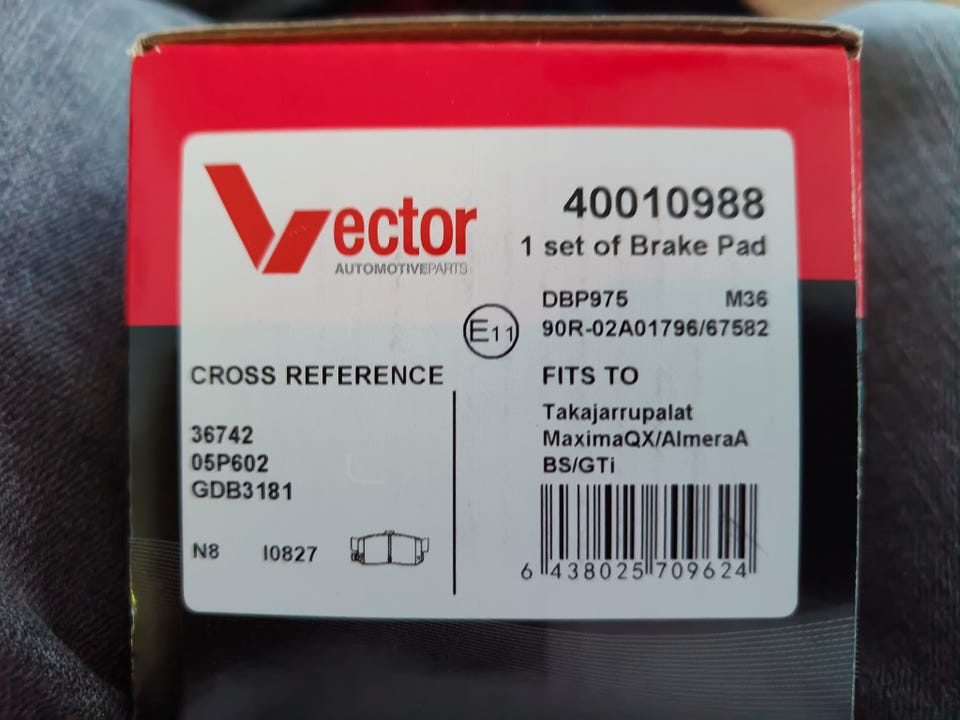 Vector
AUTOMOTIVEPARTS
40010988
1 set of Brake Pad
DBP975 M36
E11 90R-02A01796/67582
CROSS REFERENCE
36742
05P602
GDB3181
N8 I0827
FITS TO
Takajarrupalat
MaximaQX/AlmeraA
BS/GTi
6 438025 709624